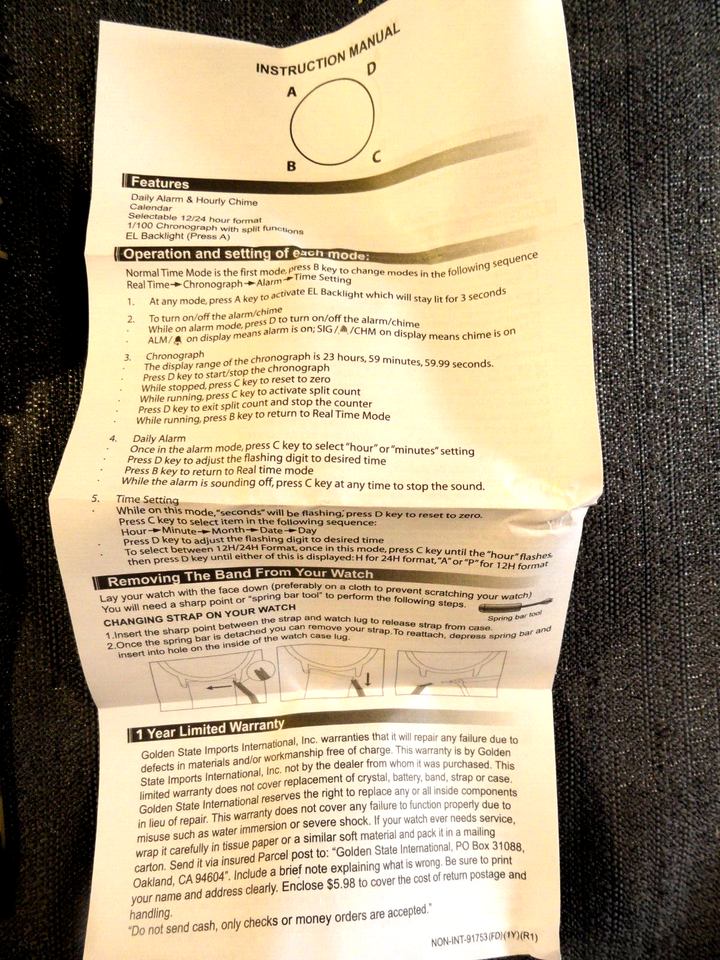 INSTRUCTION MANUAL
A
D
B
C
Features
Daily Alarm & Hourly Chime
Calendar
Selectable 12/24 hour format
1/100 Chronograph with split functions
EL Backlight (Press A)
Operation and setting of each mode:
Normal Time Mode is the first mode, press B key to change modes in the following sequence
Real Time→Chronograph→Alarm→Time Setting
1. At any mode, press A key to activate EL Backlight which will stay lit for 3 seconds
2. To turn on/off the alarm/chime
· While on alarm mode, press D to turn on/off the alarm/chime
· ALM/🔔 on display means alarm is on; SIG/🔔/CHM on display means chime is on
3. Chronograph
· The display range of the chronograph is 23 hours, 59 minutes, 59.99 seconds.
· Press D key to start/stop the chronograph
· While stopped, press C key to reset to zero
· While running, press C key to activate split count
· Press D key to exit split count and stop the counter
· While running, press B key to return to Real Time Mode
4. Daily Alarm
· Once in the alarm mode, press C key to select "hour" or "minutes" setting
· Press D key to adjust the flashing digit to desired time
· Press B key to return to Real time mode
· While the alarm is sounding off, press C key at any time to stop the sound.
5. Time Setting
· While on this mode, "seconds" will be flashing, press D key to reset to zero.
· Press C key to select item in the following sequence:
Hour→Minute→Month→Date→Day
· Press D key to adjust the flashing digit to desired time
· To select between 12H/24H Format, once in this mode, press C key until the "hour" flashes,
then press D key until either of this is displayed: H for 24H format, "A" or "P" for 12H format
Removing The Band From Your Watch
Lay your watch with the face down (preferably on a cloth to prevent scratching your watch)
You will need a sharp point or "spring bar tool" to perform the following steps.
Spring bar tool
CHANGING STRAP ON YOUR WATCH
1.Insert the sharp point between the strap and watch lug to release strap from case.
2.Once the spring bar is detached you can remove your strap. To reattach, depress spring bar and
insert into hole on the inside of the watch case lug.
1 Year Limited Warranty
Golden State Imports International, Inc. warranties that it will repair any failure due to
defects in materials and/or workmanship free of charge. This warranty is by Golden
State Imports International, Inc. not by the dealer from whom it was purchased. This
limited warranty does not cover replacement of crystal, battery, band, strap or case.
Golden State International reserves the right to replace any or all inside components
in lieu of repair. This warranty does not cover any failure to function properly due to
misuse such as water immersion or severe shock. If your watch ever needs service,
wrap it carefully in tissue paper or a similar soft material and pack it in a mailing
carton. Send it via insured Parcel post to: "Golden State International, PO Box 31088,
Oakland, CA 94604". Include a brief note explaining what is wrong. Be sure to print
your name and address clearly. Enclose $5.98 to cover the cost of return postage and
handling.
"Do not send cash, only checks or money orders are accepted."
NON-INT-91753(FD)(1Y)(R1)